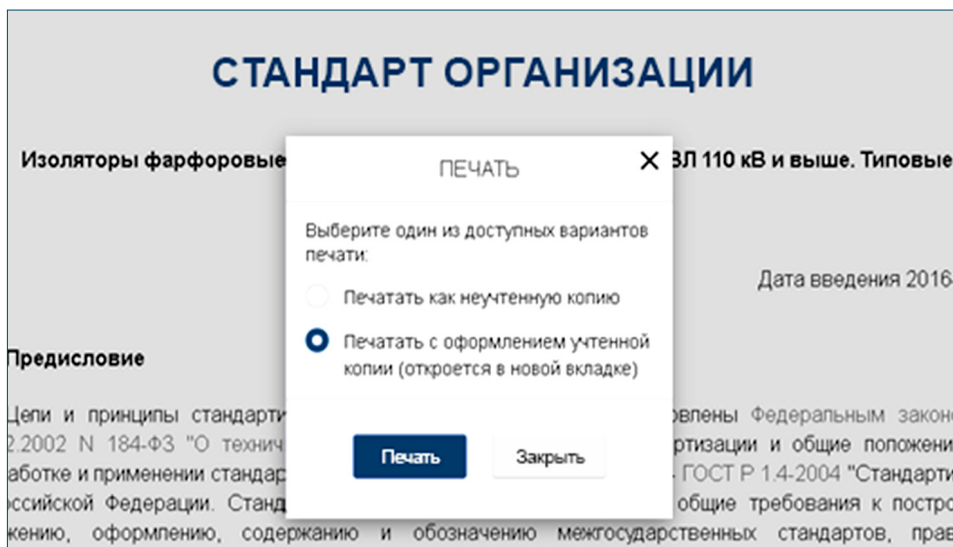 СТАНДАРТ ОРГАНИЗАЦИИ
Изоляторы фарфоровые ВЛ 110 кВ и выше. Типовые
ПЕЧАТЬ
Выберите один из доступных вариантов
печати:
Дата введения 2016
Печатать как неучтенную копию
Печатать с оформлением учтенной
копии (откроется в новой вкладке)
Предисловие
Цели и принципы стандарти овлены Федеральным законо
2.2002 N 184-ФЗ "О технич ртизации и общие положени
аботке и применении стандар ГОСТ Р 1.4-2004 "Стандарти
оссийской Федерации. Станд общие требования к постро
жению, оформлению, содержанию и обозначению межгосударственных стандартов, прав
Печать Закрыть